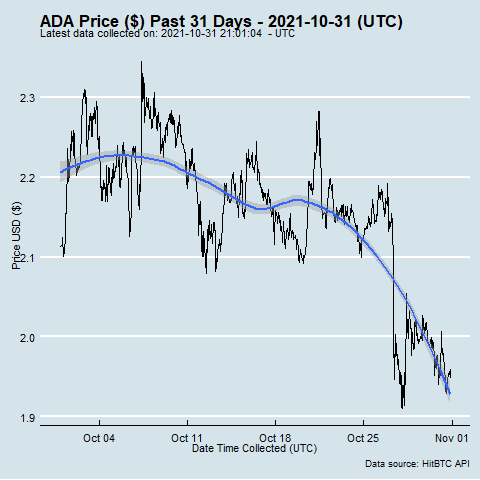 ADA Price ($) Past 31 Days - 2021-10-31 (UTC)
Latest data collected on: 2021-10-31 21:01:04 - UTC
2.3
2.2
2.1
2.0
1.9
Price USD ($)
Oct 04 Oct 11 Oct 18 Oct 25 Nov 01
Date Time Collected (UTC)
Data source: HitBTC API